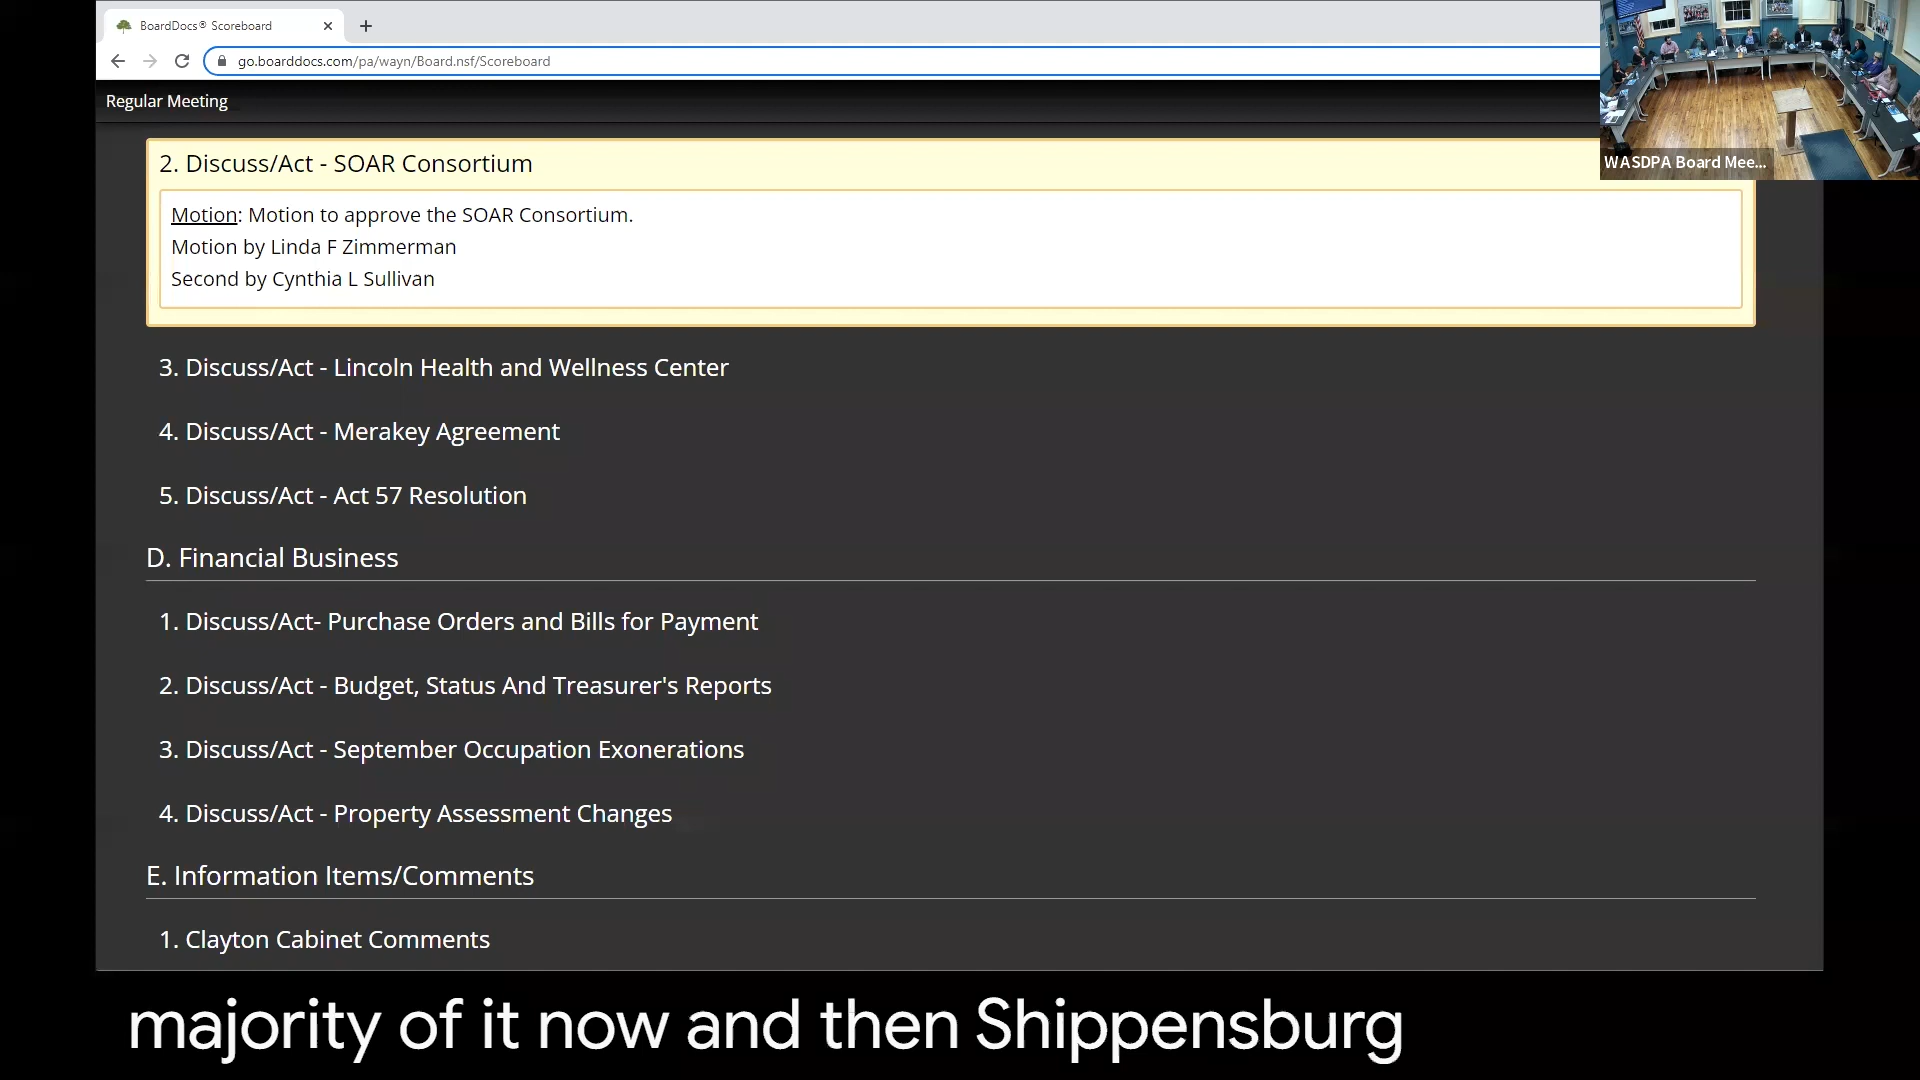 BoardDocs® Scoreboard
go.boarddocs.com/pa/wayn/Board.nsf/Scoreboard
Regular Meeting
WASDPA Board Mee...
2. Discuss/Act - SOAR Consortium
Motion: Motion to approve the SOAR Consortium.
Motion by Linda F Zimmerman
Second by Cynthia L Sullivan
3. Discuss/Act - Lincoln Health and Wellness Center
4. Discuss/Act - Merakey Agreement
5. Discuss/Act - Act 57 Resolution
D. Financial Business
1. Discuss/Act- Purchase Orders and Bills for Payment
2. Discuss/Act - Budget, Status And Treasurer's Reports
3. Discuss/Act - September Occupation Exonerations
4. Discuss/Act - Property Assessment Changes
E. Information Items/Comments
1. Clayton Cabinet Comments
majority of it now and then Shippensburg